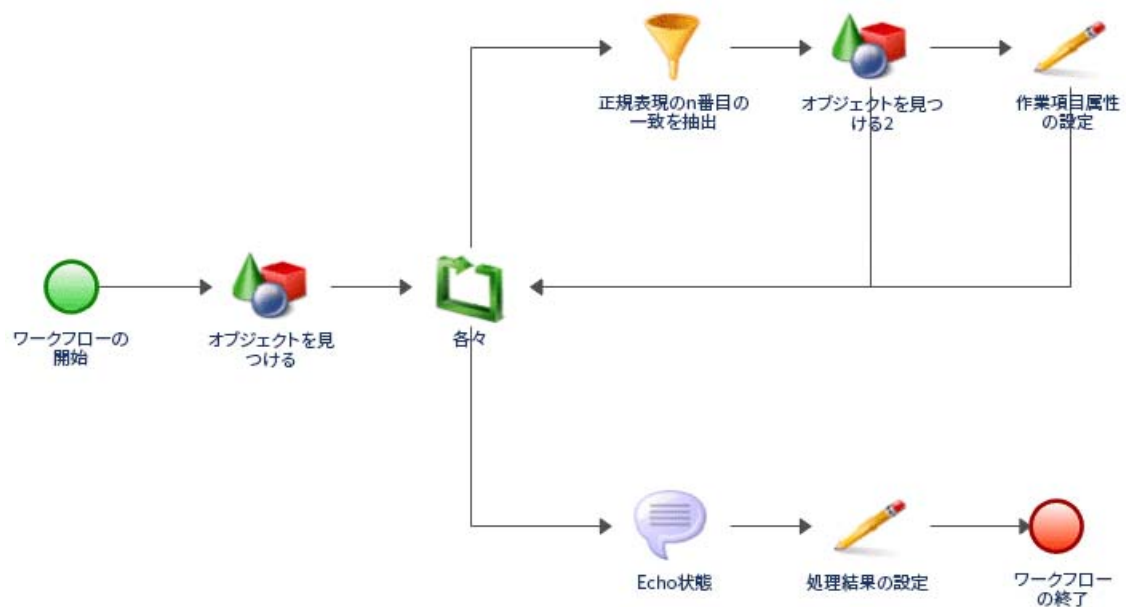 正規表現のn番目の
一致を抽出
オブジェクトを見つ
ける2
作業項目属性
の設定
ワークフローの
開始
オブジェクトを見
つける
各々
Echo状態
処理結果の設定
ワークフロー
の終了